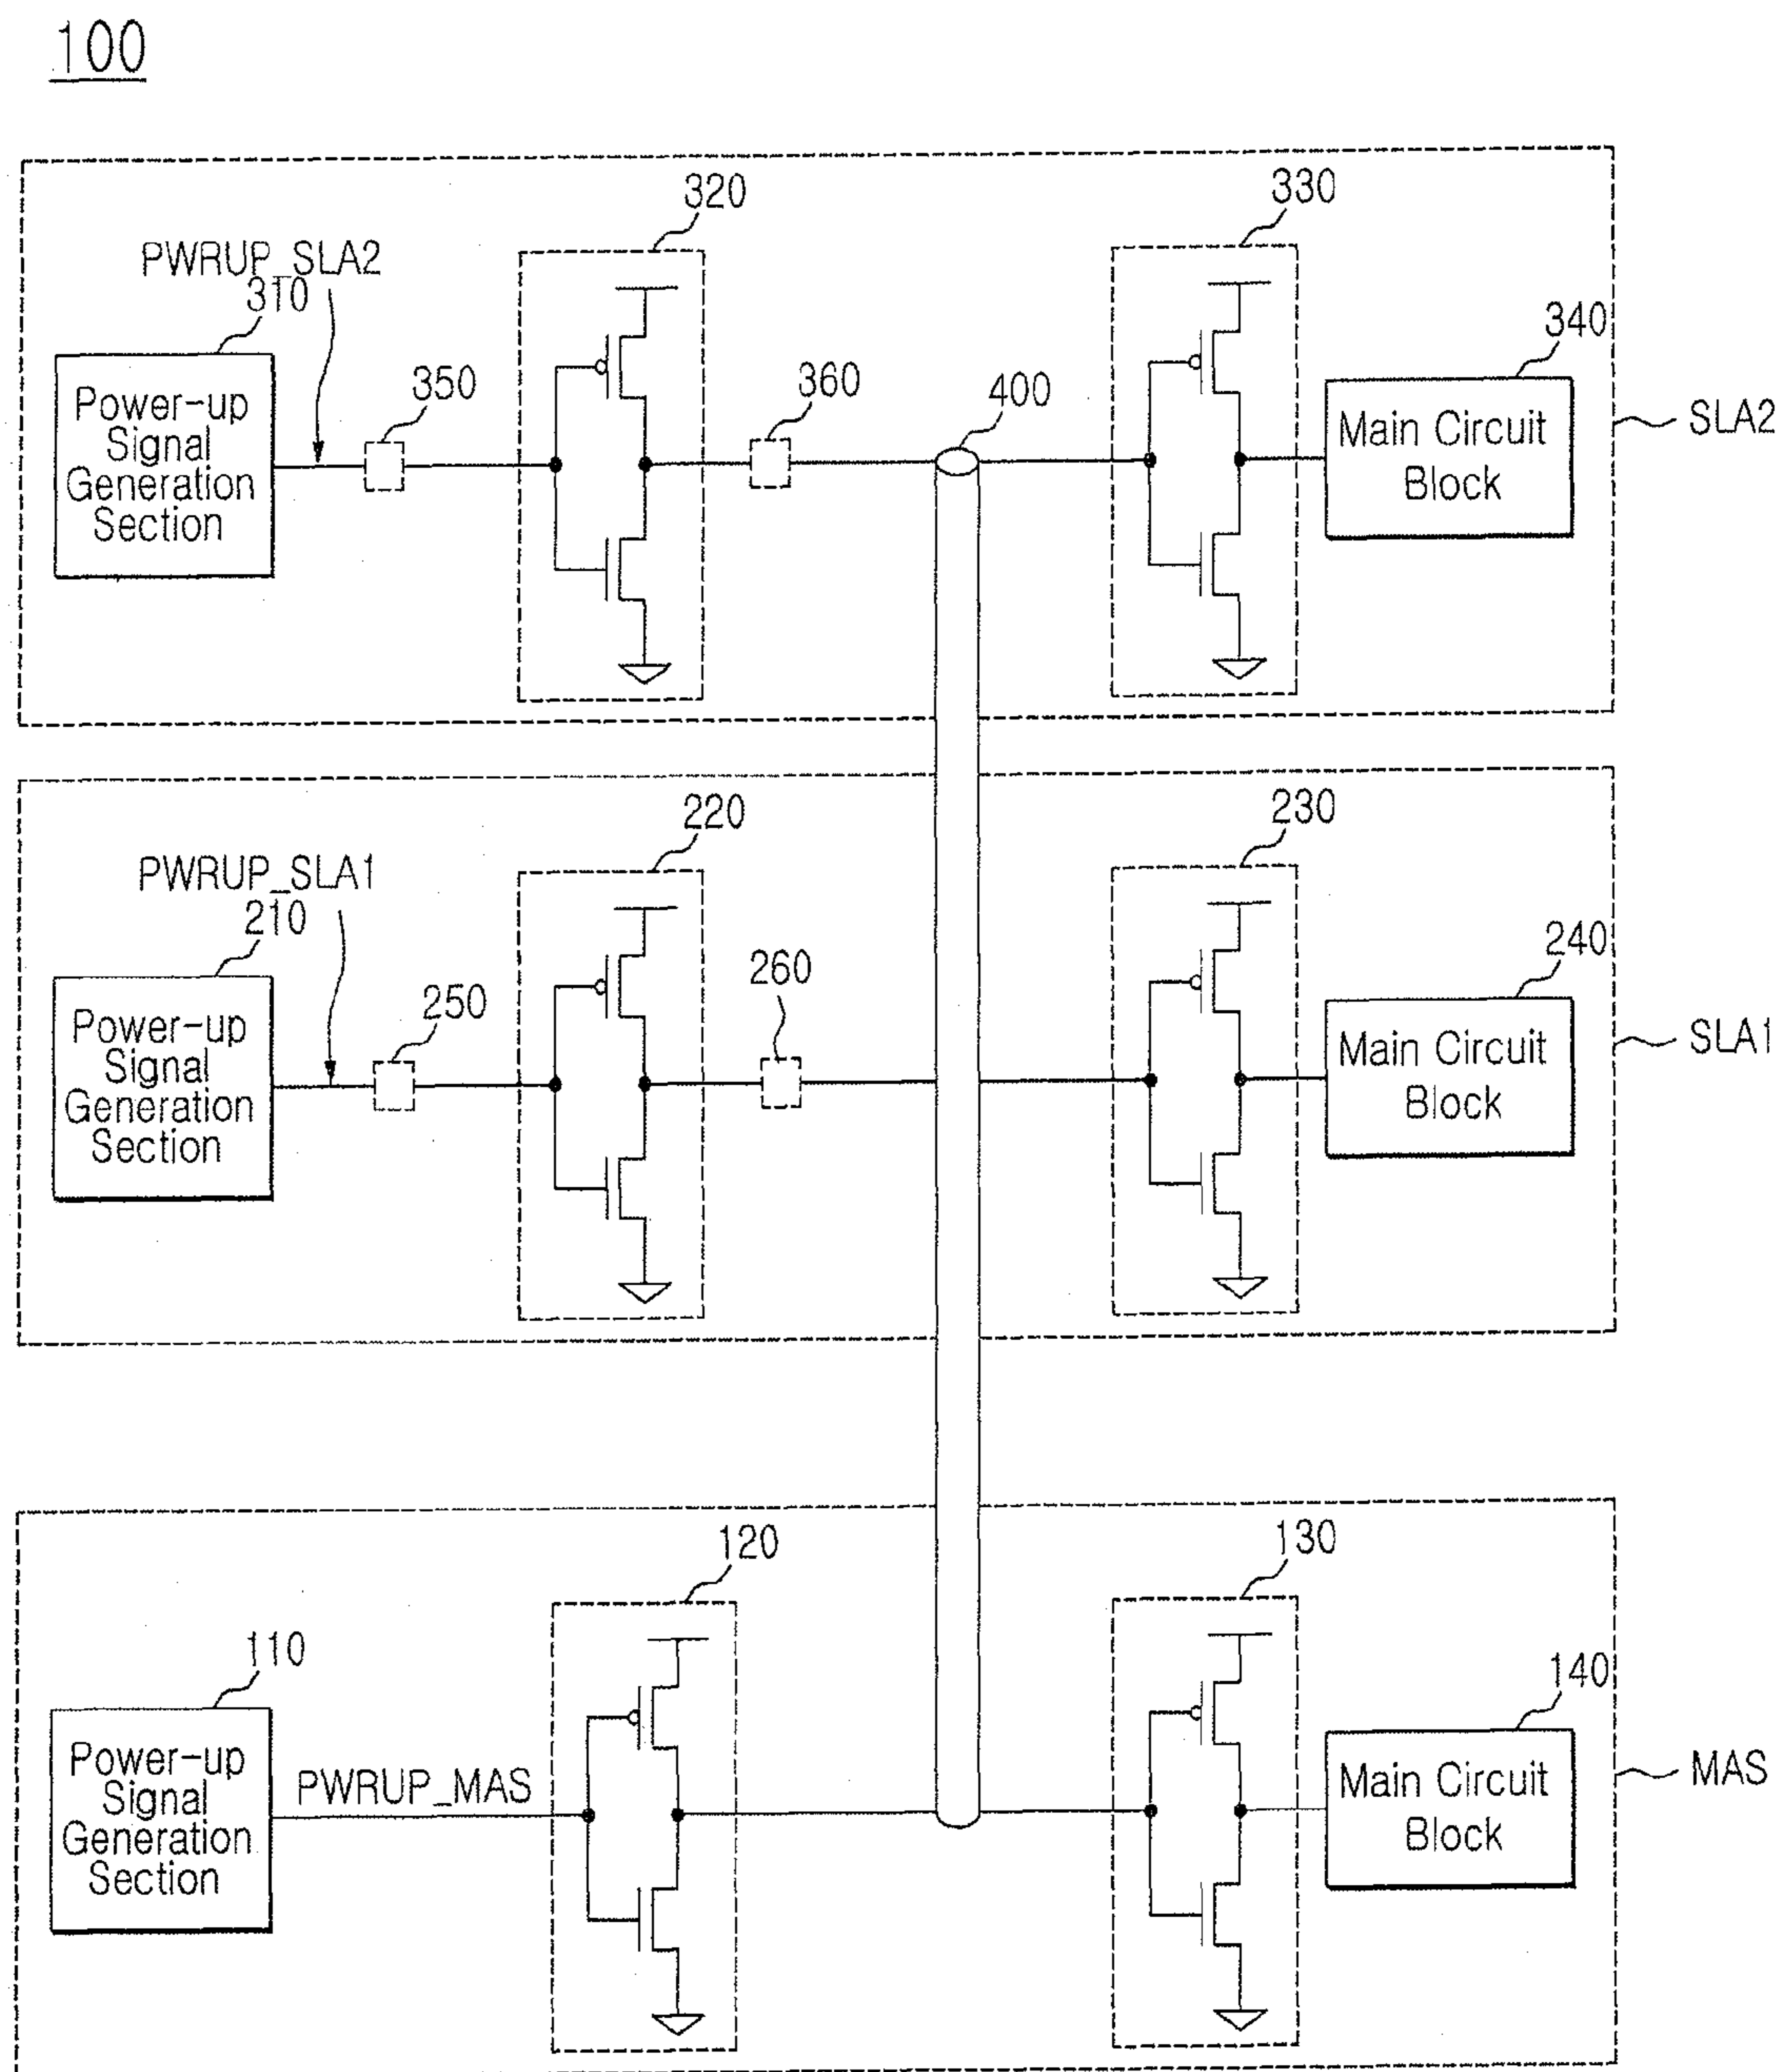 100
320
330
PWRUP_SLA2
310
340
350
360
400
Power-up
Signal
Generation
Section
Main Circuit
Block
SLA2
220
230
PWRUP_SLA1
210
240
250
260
Power-up
Signal
Generation
Section
Main Circuit
Block
SLA1
120
130
110
140
Power-up
Signal
Generation
Section
PWRUP_MAS
Main Circuit
Block
MAS